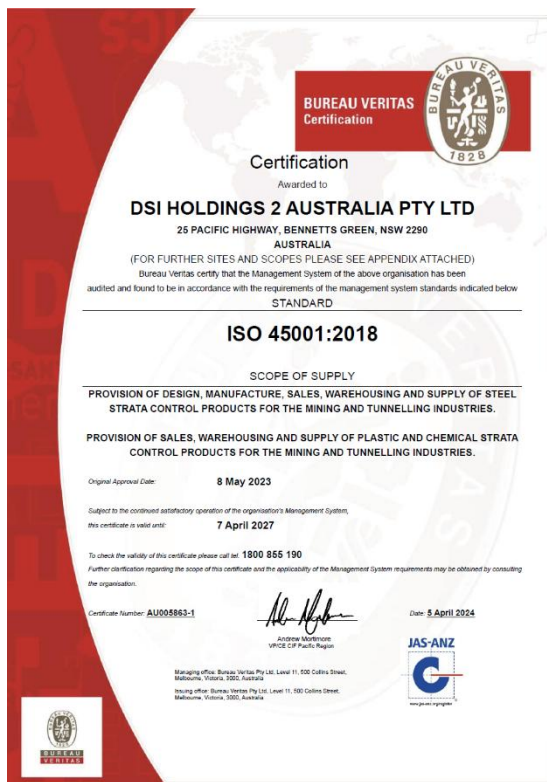 BUREAU VERITAS
Certification
BUREAU VERITAS
1828
Certification
Awarded to
DSI HOLDINGS 2 AUSTRALIA PTY LTD
25 PACIFIC HIGHWAY, BENNETTS GREEN, NSW 2290
AUSTRALIA
(FOR FURTHER SITES AND SCOPES PLEASE SEE APPENDIX ATTACHED)
Bureau Veritas certify that the Management System of the above organisation has been
audited and found to be in accordance with the requirements of the management system standards indicated below
STANDARD
ISO 45001:2018
SCOPE OF SUPPLY
PROVISION OF DESIGN, MANUFACTURE, SALES, WAREHOUSING AND SUPPLY OF STEEL
STRATA CONTROL PRODUCTS FOR THE MINING AND TUNNELLING INDUSTRIES.
PROVISION OF SALES, WAREHOUSING AND SUPPLY OF PLASTIC AND CHEMICAL STRATA
CONTROL PRODUCTS FOR THE MINING AND TUNNELLING INDUSTRIES.
Original Approval Date: 8 May 2023
Subject to the continued satisfactory operation of the organisation's Management System,
this certificate is valid until: 7 April 2027
To check the validity of this certificate please call tel. 1800 855 190
Further clarification regarding the scope of this certificate and the applicability of the Management System requirements may be obtained by consulting
the organisation.
Certificate Number: AU005863-1
Date: 5 April 2024
Andrew Mortimore
VP/CE CIF Pacific Region
JAS-ANZ
www.jas-anz.org/register
Managing office: Bureau Veritas Pty Ltd, Level 11, 500 Collins Street,
Melbourne, Victoria, 3000, Australia
Issuing office: Bureau Veritas Pty Ltd, Level 11, 500 Collins Street,
Melbourne, Victoria, 3000, Australia
BUREAU
VERITAS